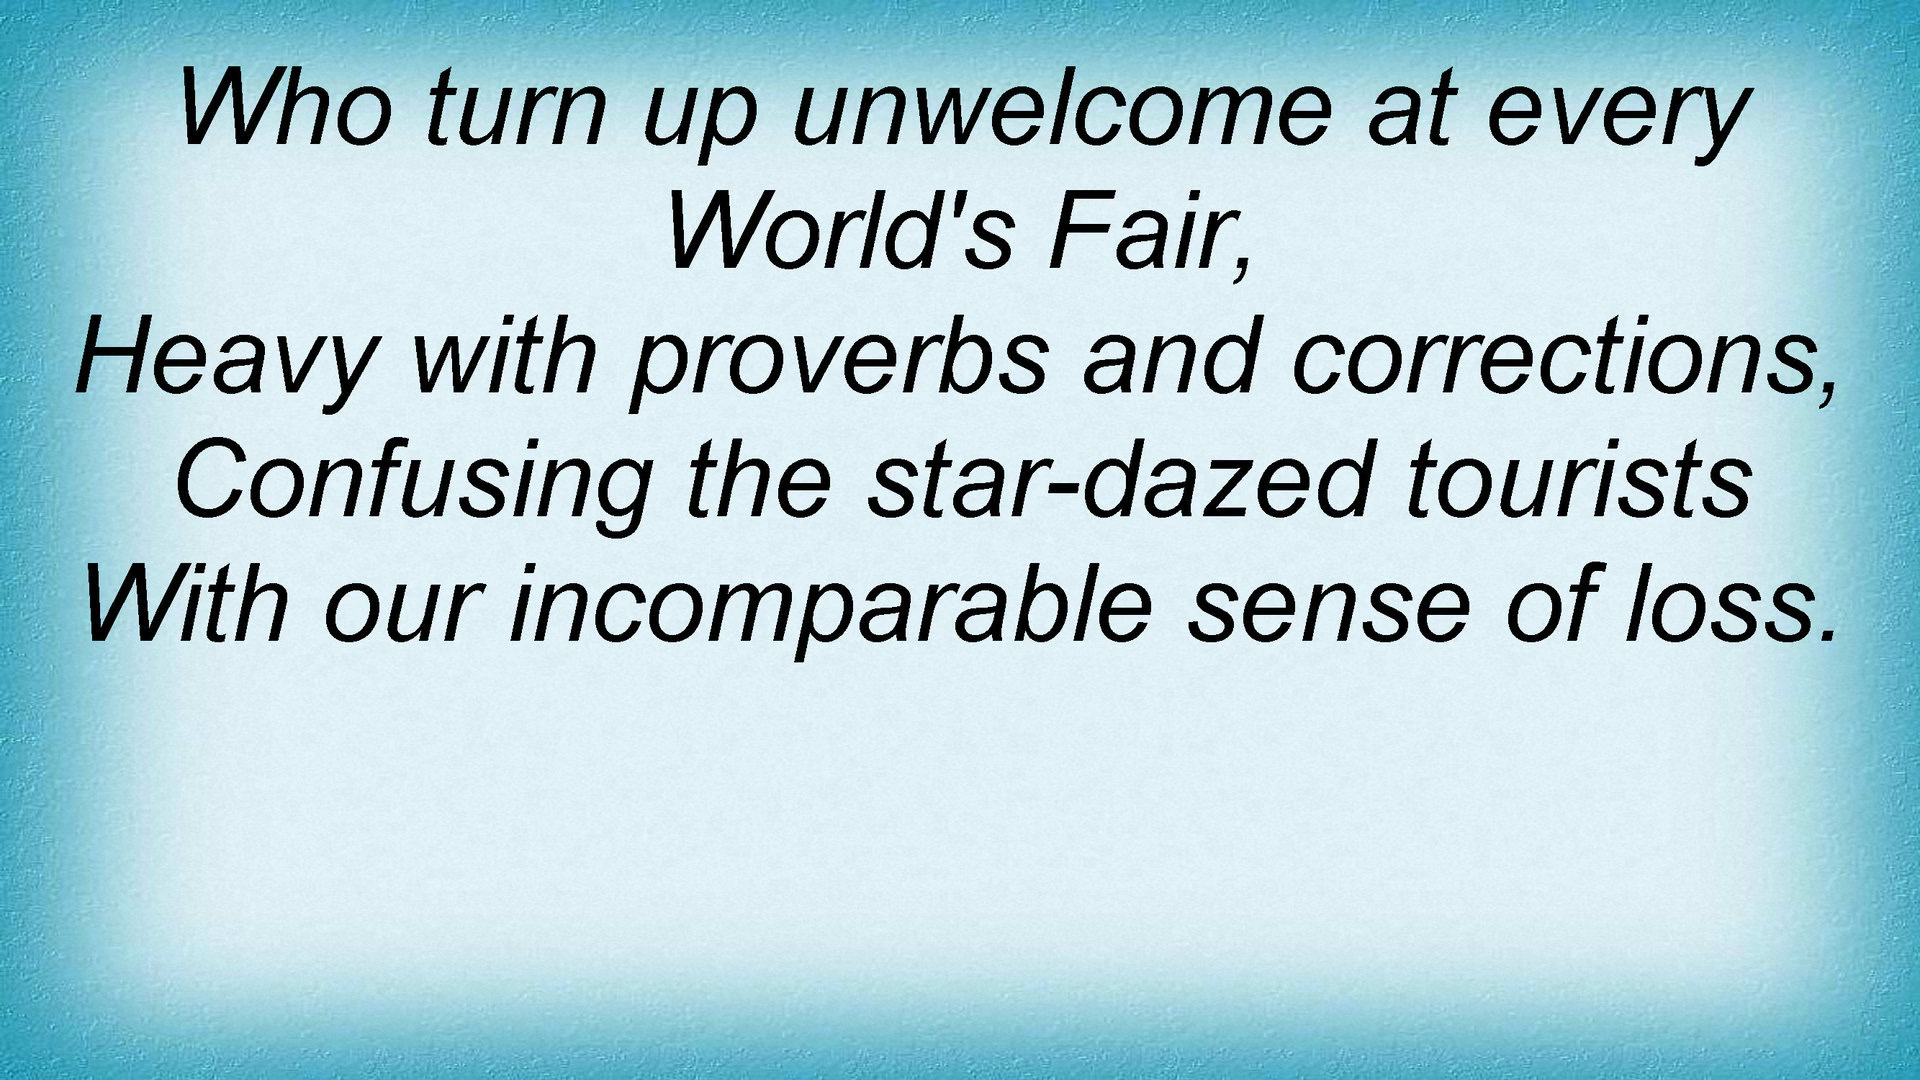 Who turn up unwelcome at every
World's Fair,
Heavy with proverbs and corrections,
Confusing the star-dazed tourists
With our incomparable sense of loss.